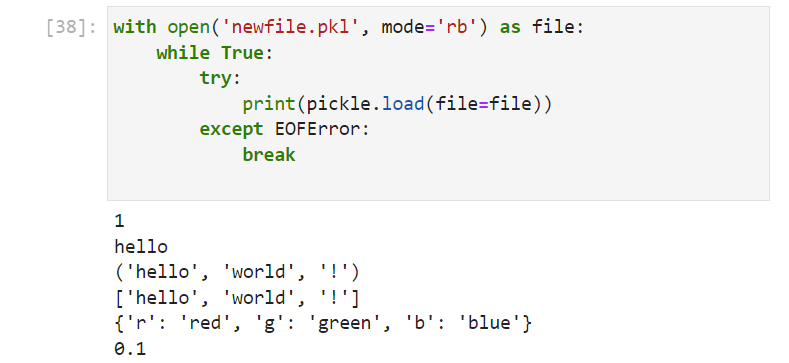 [38]: with open('newfile.pkl', mode='rb') as file:
    while True:
        try:
            print(pickle.load(file=file))
        except EOFError:
            break
1
hello
('hello', 'world', '!')
['hello', 'world', '!']
{'r': 'red', 'g': 'green', 'b': 'blue'}
0.1